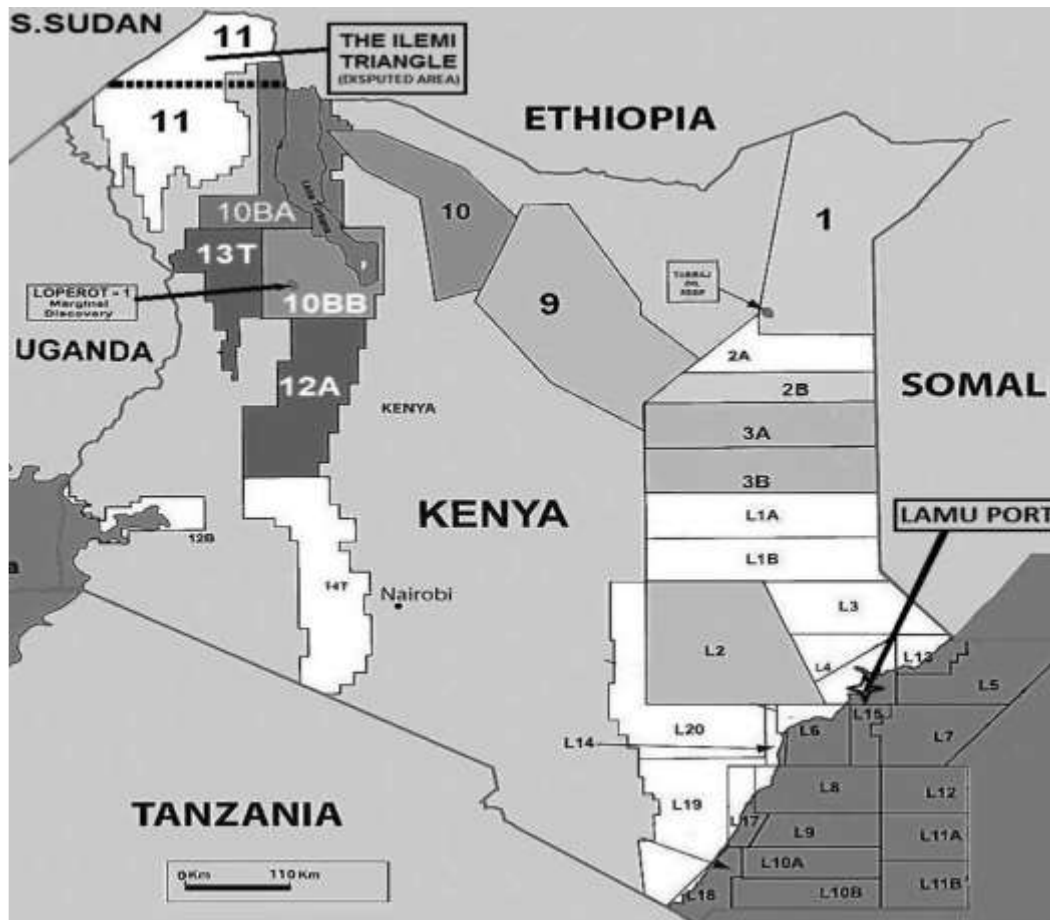 S.SUDAN
11
THE ILEMI
TRIANGLE
(DISPUTED AREA)
11
ETHIOPIA
10
1
10BA
Lake Turkana
13T
LOPEROT - 1
Marginal
Discovery
10BB
9
UGANDA
2A
12A
2B
SOMAL
KENYA
3A
3B
KENYA
L1A
LAMU PORT
12B
L1B
14T
Nairobi
L3
L2
L4
L13
L5
L15
L20
L6
L7
L14
L8
L12
L19
TANZANIA
L17
L9
L11A
L10A
0Km
110Km
L18
L10B
L11B